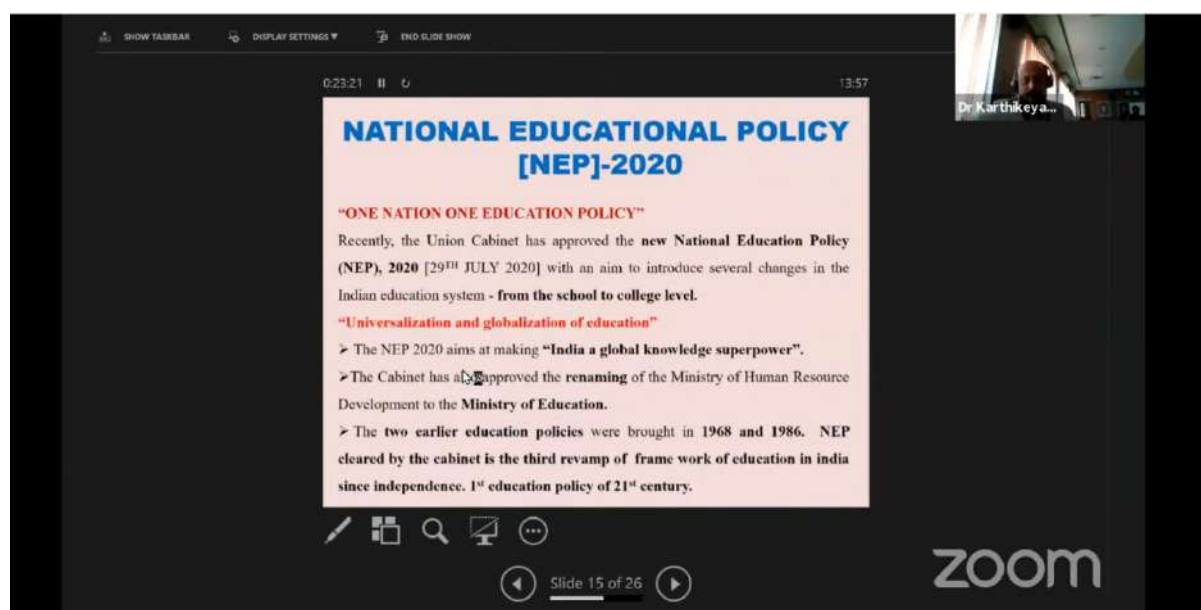 SHOW TASKBAR DISPLAY SETTINGS ▼ END SLIDE SHOW
0:23:21 13:57
Dr Karthikeya...
NATIONAL EDUCATIONAL POLICY
[NEP]-2020
“ONE NATION ONE EDUCATION POLICY”
Recently, the Union Cabinet has approved the new National Education Policy
(NEP), 2020 [29TH JULY 2020] with an aim to introduce several changes in the
Indian education system - from the school to college level.
“Universalization and globalization of education”
➢ The NEP 2020 aims at making “India a global knowledge superpower”.
➢The Cabinet has approved the renaming of the Ministry of Human Resource
Development to the Ministry of Education.
➢ The two earlier education policies were brought in 1968 and 1986. NEP
cleared by the cabinet is the third revamp of frame work of education in india
since independence. 1st education policy of 21st century.
Slide 15 of 26
zoom